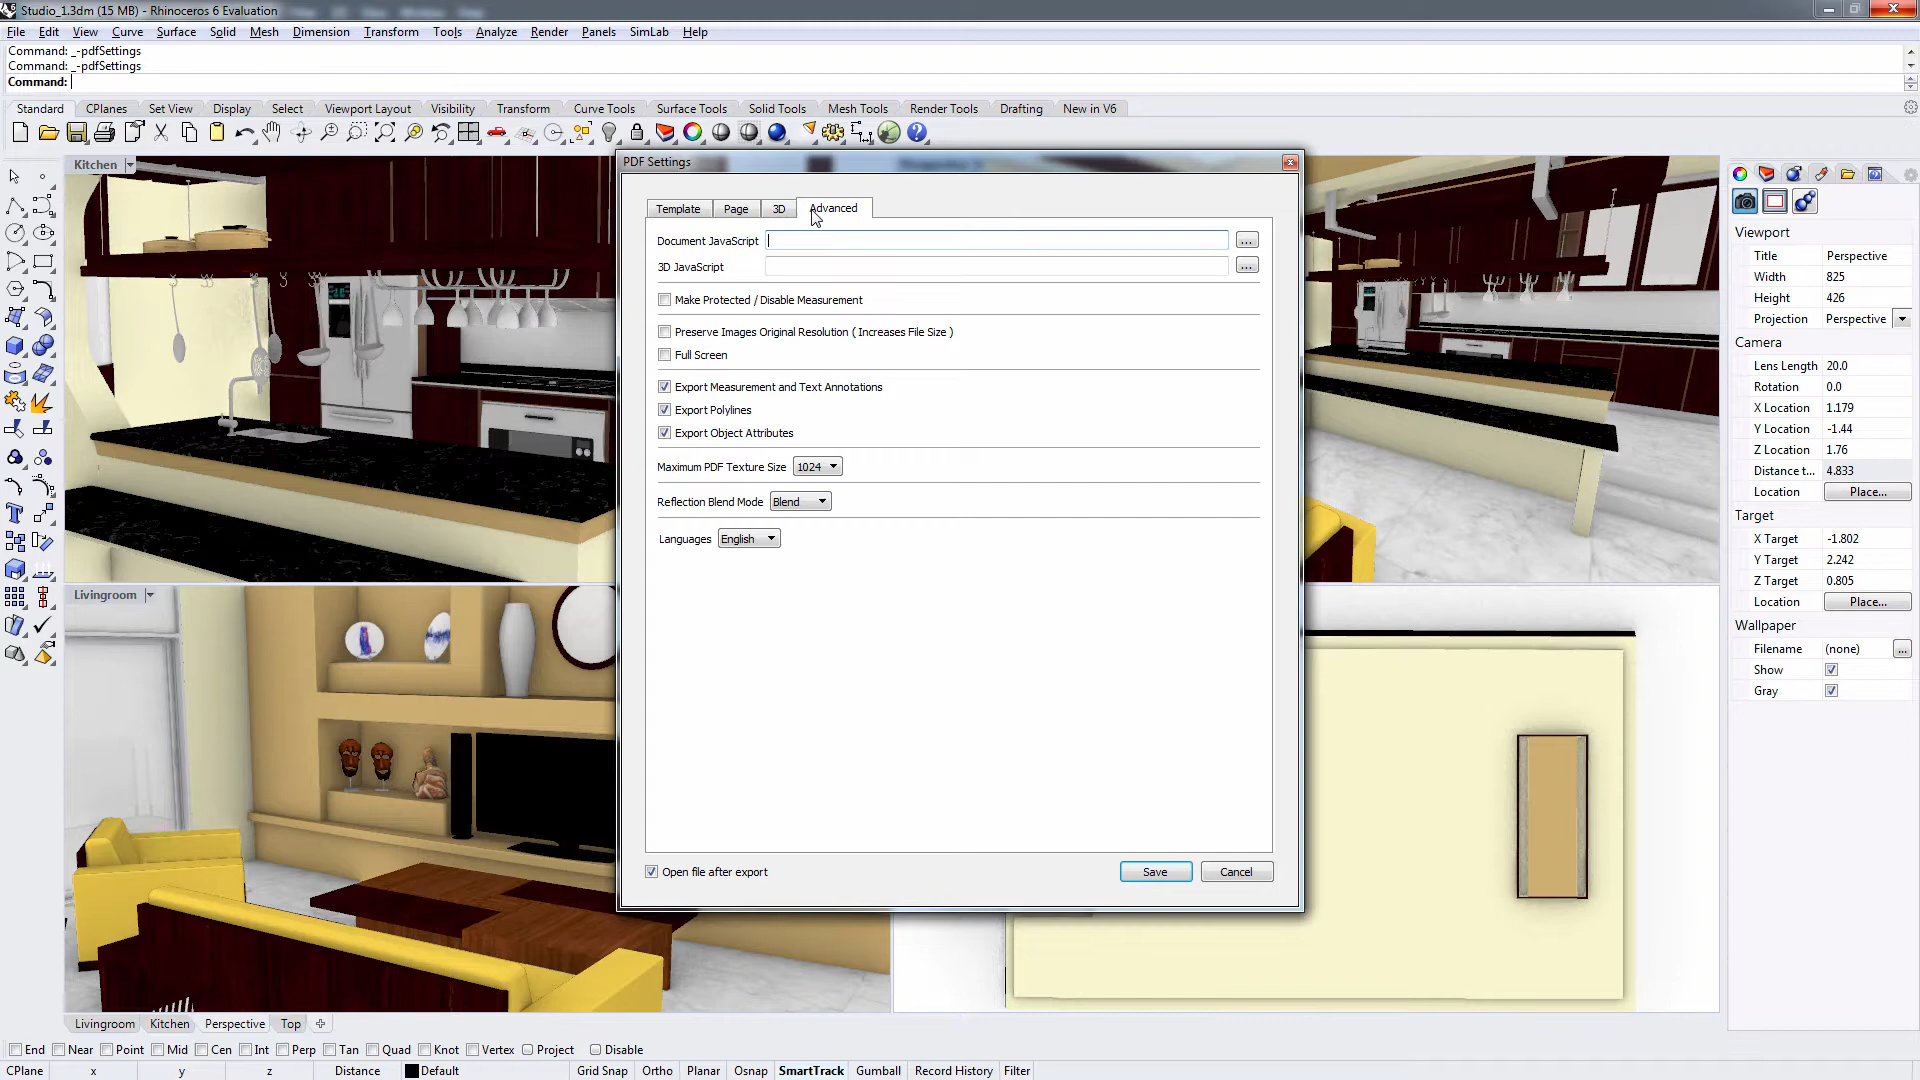 Studio_1.3dm (15 MB) - Rhinoceros 6 Evaluation
File Edit View Curve Surface Solid Mesh Dimension Transform Tools Analyze Render Panels SimLab Help
Command: _-pdfSettings
Command: _-pdfSettings
Command:
Standard CPlanes Set View Display Select Viewport Layout Visibility Transform Curve Tools Surface Tools Solid Tools Mesh Tools Render Tools Drafting New in V6
Kitchen
PDF Settings
Template Page 3D Advanced
Document JavaScript ...
3D JavaScript ...
Make Protected / Disable Measurement
Preserve Images Original Resolution ( Increases File Size )
Full Screen
Export Measurement and Text Annotations
Export Polylines
Export Object Attributes
Maximum PDF Texture Size 1024
Reflection Blend Mode Blend
Languages English
Open file after export Save Cancel
Viewport
Title Perspective
Width 825
Height 426
Projection Perspective
Camera
Lens Length 20.0
Rotation 0.0
X Location 1.179
Y Location -1.44
Z Location 1.76
Distance t... 4.833
Location Place...
Target
X Target -1.802
Y Target 2.242
Z Target 0.805
Location Place...
Wallpaper
Filename (none) ...
Show
Gray
Livingroom
Livingroom Kitchen Perspective Top
End Near Point Mid Cen Int Perp Tan Quad Knot Vertex Project Disable
CPlane x y z Distance Default Grid Snap Ortho Planar Osnap SmartTrack Gumball Record History Filter